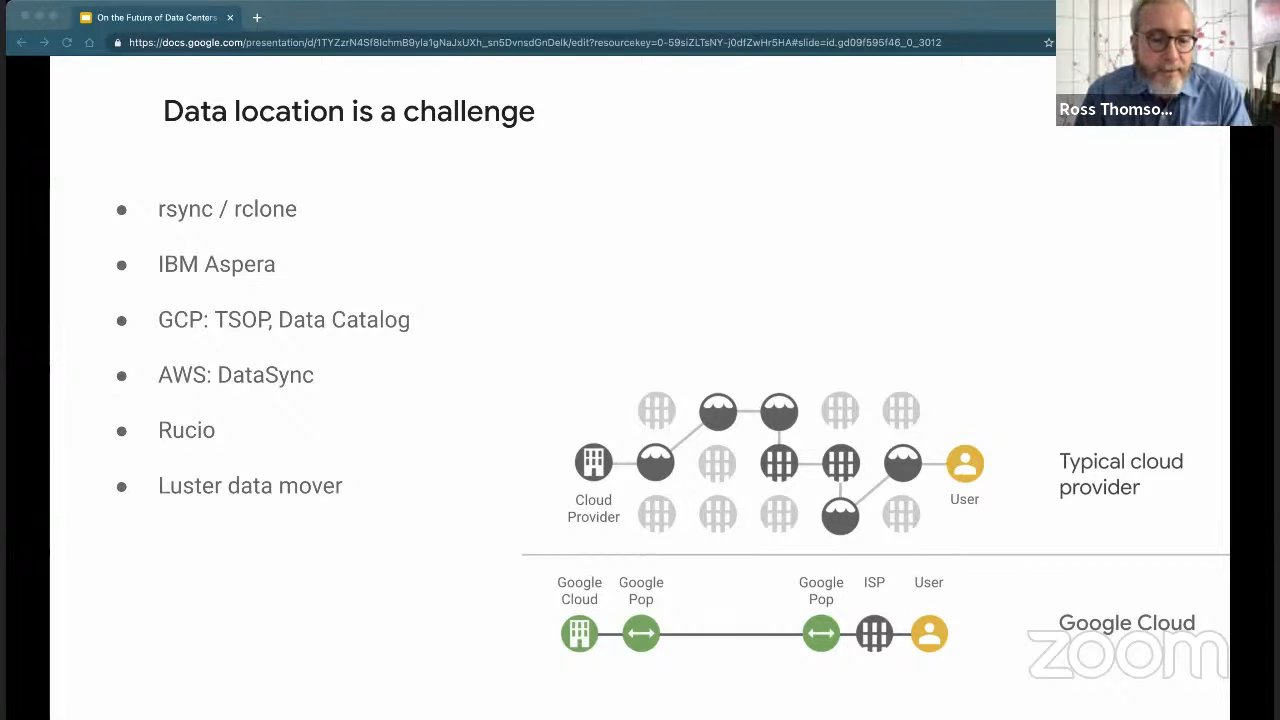 On the Future of Data Centers
https://docs.google.com/presentation/d/1TYZzrN4Sf8IchmB9yla1gNaJxUXh_sn5DvnsdGnDelk/edit?resourcekey=0-59siZLTsNY-j0dfZwHr5HA#slide=id.gd09f595f46_0_3012
Ross Thomso...
Data location is a challenge
rsync / rclone
IBM Aspera
GCP: TSOP, Data Catalog
AWS: DataSync
Rucio
Luster data mover
Cloud
Provider
User
Typical cloud
provider
Google
Cloud
Google
Pop
Google
Pop
ISP
User
Google Cloud
zoom